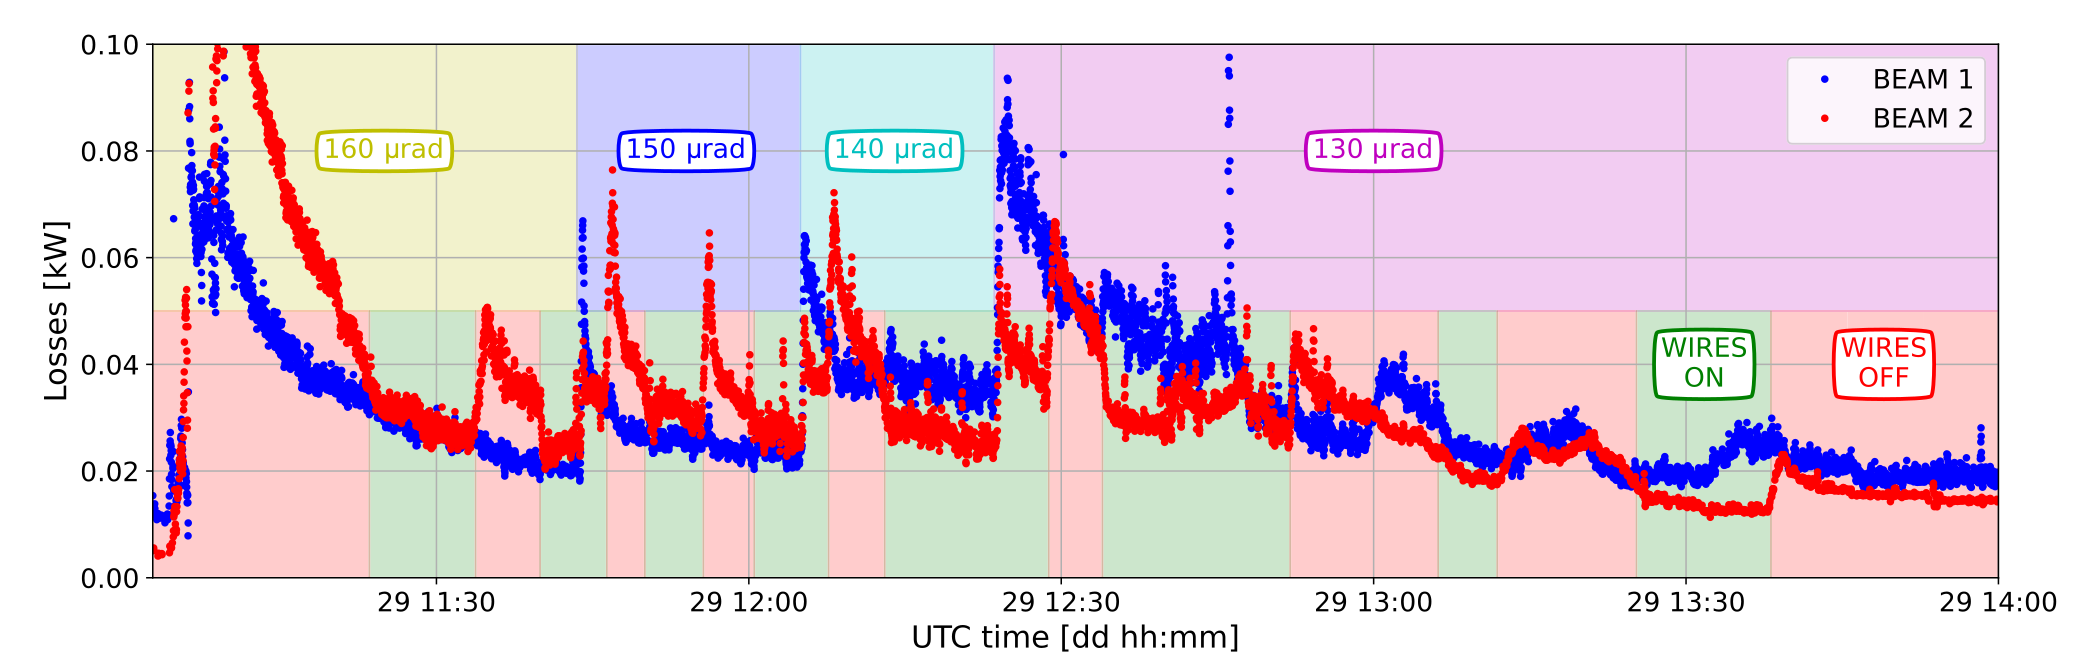 0.10
0.08
0.06
0.04
0.02
0.00
Losses [kW]
160 μrad
150 μrad
140 μrad
130 μrad
BEAM 1
BEAM 2
WIRES
ON
WIRES
OFF
29 11:30
29 12:00
29 12:30
29 13:00
29 13:30
29 14:00
UTC time [dd hh:mm]